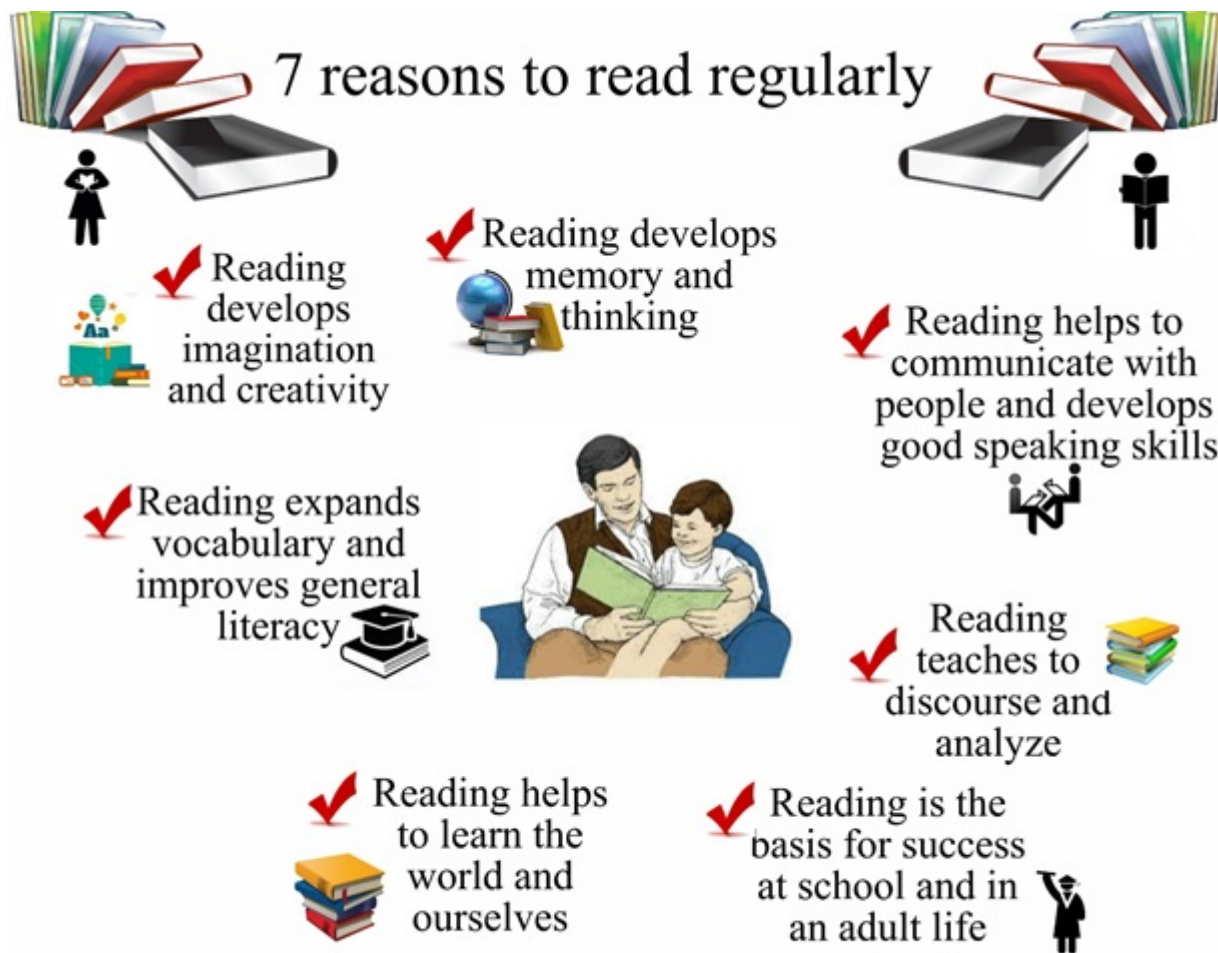 7 reasons to read regularly
Reading
develops
imagination
and creativity
Reading develops
memory and
thinking
Reading helps to
communicate with
people and develops
good speaking skills
Reading expands
vocabulary and
improves general
literacy
Aa
Reading
teaches to
discourse and
analyze
Reading helps
to learn the
world and
ourselves
Reading is the
basis for success
at school and in
an adult life